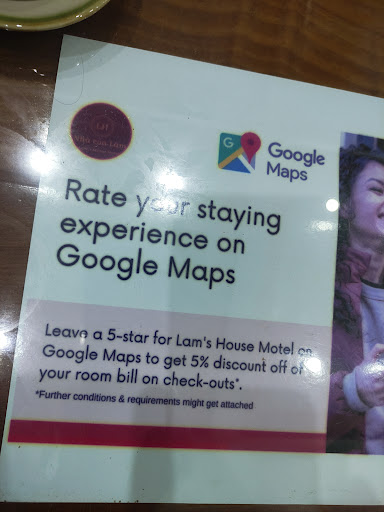 Google
Maps
Rate your staying
experience on
Google Maps
Leave a 5-star for Lam's House Motel on
Google Maps to get 5% discount off of
your room bill on check-outs*.
*Further conditions & requirements might get attached